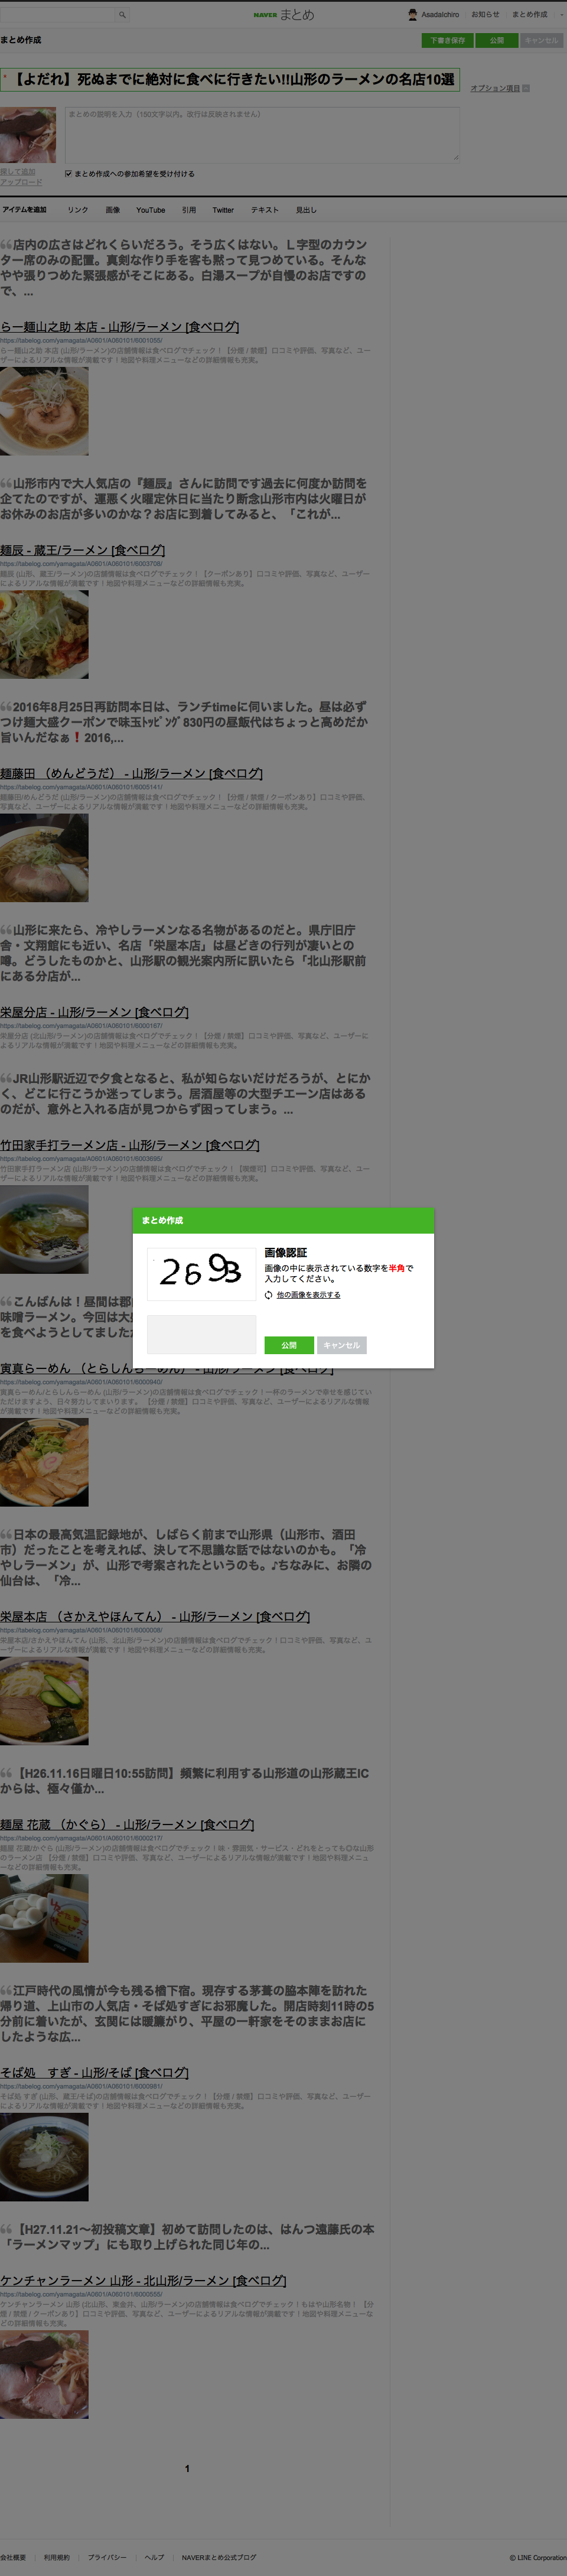 NAVER まとめ
AsadaIchiro お知らせ まとめ作成
まとめ作成
下書き保存 公開 キャンセル
* 【よだれ】死ぬまでに絶対に食べに行きたい!!山形のラーメンの名店10選
オプション項目
まとめの説明を入力（150文字以内。改行は反映されません）
探して追加
アップロード
まとめ作成への参加希望を受け付ける
アイテムを追加 リンク 画像 YouTube 引用 Twitter テキスト 見出し
店内の広さはどれくらいだろう。そう広くはない。Ｌ字型のカウン
ター席のみの配置。真剣な作り手を客も黙って見つめている。そんな
やや張りつめた緊張感がそこにある。白湯スープが自慢のお店ですの
で、...
らー麺山之助 本店 - 山形/ラーメン [食べログ]
https://tabelog.com/yamagata/A0601/A060101/6001055/
らー麺山之助 本店 (山形/ラーメン)の店舗情報は食べログでチェック！【分煙 / 禁煙】口コミや評価、写真など、ユー
ザーによるリアルな情報が満載です！地図や料理メニューなどの詳細情報も充実。
山形市内で大人気店の『麺辰』さんに訪問です過去に何度か訪問を
企てたのですが、運悪く火曜定休日に当たり断念山形市内は火曜日が
お休みのお店が多いのかな？お店に到着してみると、「これが...
麺辰 - 蔵王/ラーメン [食べログ]
https://tabelog.com/yamagata/A0601/A060101/6003708/
麺辰 (山形、蔵王/ラーメン)の店舗情報は食べログでチェック！【クーポンあり】口コミや評価、写真など、ユーザー
によるリアルな情報が満載です！地図や料理メニューなどの詳細情報も充実。
2016年8月25日再訪問本日は、ランチtimeに伺いました。昼は必ず
つけ麺大盛クーポンで味玉ﾄｯﾋﾟﾝｸﾞ830円の昼飯代はちょっと高めだか
旨いんだなぁ❗2016,...
麺藤田 （めんどうだ） - 山形/ラーメン [食べログ]
https://tabelog.com/yamagata/A0601/A060101/6005141/
麺藤田/めんどうだ (山形/ラーメン)の店舗情報は食べログでチェック！【分煙 / 禁煙 / クーポンあり】口コミや評価、
写真など、ユーザーによるリアルな情報が満載です！地図や料理メニューなどの詳細情報も充実。
山形に来たら、冷やしラーメンなる名物があるのだと。県庁旧庁
舎・文翔館にも近い、名店「栄屋本店」は昼どきの行列が凄いとの
噂。どうしたものかと、山形駅の観光案内所に訊いたら「北山形駅前
にある分店が...
栄屋分店 - 山形/ラーメン [食べログ]
https://tabelog.com/yamagata/A0601/A060101/6000167/
栄屋分店 (北山形/ラーメン)の店舗情報は食べログでチェック！【分煙 / 禁煙】口コミや評価、写真など、ユーザーに
よるリアルな情報が満載です！地図や料理メニューなどの詳細情報も充実。
JR山形駅近辺で夕食となると、私が知らないだけだろうが、とにか
く、どこに行こうか迷ってしまう。居酒屋等の大型チエーン店はある
のだが、意外と入れる店が見つからず困ってしまう。...
竹田家手打ラーメン店 - 山形/ラーメン [食べログ]
https://tabelog.com/yamagata/A0601/A060101/6003695/
竹田家手打ラーメン店 (山形/ラーメン)の店舗情報は食べログでチェック！【喫煙可】口コミや評価、写真など、ユー
ザーによるリアルな情報が満載です！地図や料理メニューなどの詳細情報も充実。
まとめ作成
2693
画像認証
画像の中に表示されている数字を半角で
入力してください。
他の画像を表示する
公開 キャンセル
こんばんは！昼間は郡
味噌ラーメン。今回は大
を食べようとしてました
寅真らーめん （とらしんらーめん） - 山形/ラーメン [食べログ]
https://tabelog.com/yamagata/A0601/A060101/6000940/
寅真らーめん/とらしんらーめん (山形/ラーメン)の店舗情報は食べログでチェック！一杯のラーメンで幸せを感じてい
ただけますよう、日々努力してまいります。 【分煙 / 禁煙】口コミや評価、写真など、ユーザーによるリアルな情報
が満載です！地図や料理メニューなどの詳細情報も充実。
日本の最高気温記録地が、しばらく前まで山形県（山形市、酒田
市）だったことを考えれば、決して不思議な話ではないのかも。「冷
やしラーメン」が、山形で考案されたというのも。♪ちなみに、お隣の
仙台は、「冷...
栄屋本店 （さかえやほんてん） - 山形/ラーメン [食べログ]
https://tabelog.com/yamagata/A0601/A060101/6000008/
栄屋本店/さかえやほんてん (山形、北山形/ラーメン)の店舗情報は食べログでチェック！口コミや評価、写真など、ユ
ーザーによるリアルな情報が満載です！地図や料理メニューなどの詳細情報も充実。
【H26.11.16日曜日10:55訪問】頻繁に利用する山形道の山形蔵王IC
からは、極々僅か...
麺屋 花蔵 （かぐら） - 山形/ラーメン [食べログ]
https://tabelog.com/yamagata/A0601/A060101/6000217/
麺屋 花蔵/かぐら (山形/ラーメン)の店舗情報は食べログでチェック！味・雰囲気・サービス・どれをとっても◎な山形
のラーメン店 【分煙 / 禁煙】口コミや評価、写真など、ユーザーによるリアルな情報が満載です！地図や料理メニュ
ーなどの詳細情報も充実。
江戸時代の風情が今も残る楢下宿。現存する茅葺の脇本陣を訪れた
帰り道、上山市の人気店・そば処すぎにお邪魔した。開店時刻11時の5
分前に着いたが、玄関には暖簾がり、平屋の一軒家をそのままお店に
したような広...
そば処　すぎ - 山形/そば [食べログ]
https://tabelog.com/yamagata/A0601/A060101/6000981/
そば処 すぎ (山形、蔵王/そば)の店舗情報は食べログでチェック！【分煙 / 禁煙】口コミや評価、写真など、ユーザー
によるリアルな情報が満載です！地図や料理メニューなどの詳細情報も充実。
【H27.11.21～初投稿文章】初めて訪問したのは、はんつ遠藤氏の本
「ラーメンマップ」にも取り上げられた同じ年の...
ケンチャンラーメン 山形 - 北山形/ラーメン [食べログ]
https://tabelog.com/yamagata/A0601/A060101/6000555/
ケンチャンラーメン 山形 (北山形、東金井、山形/ラーメン)の店舗情報は食べログでチェック！もはや山形名物！ 【分
煙 / 禁煙 / クーポンあり】口コミや評価、写真など、ユーザーによるリアルな情報が満載です！地図や料理メニューな
どの詳細情報も充実。
1
会社概要 利用規約 プライバシー ヘルプ NAVERまとめ公式ブログ
© LINE Corporation